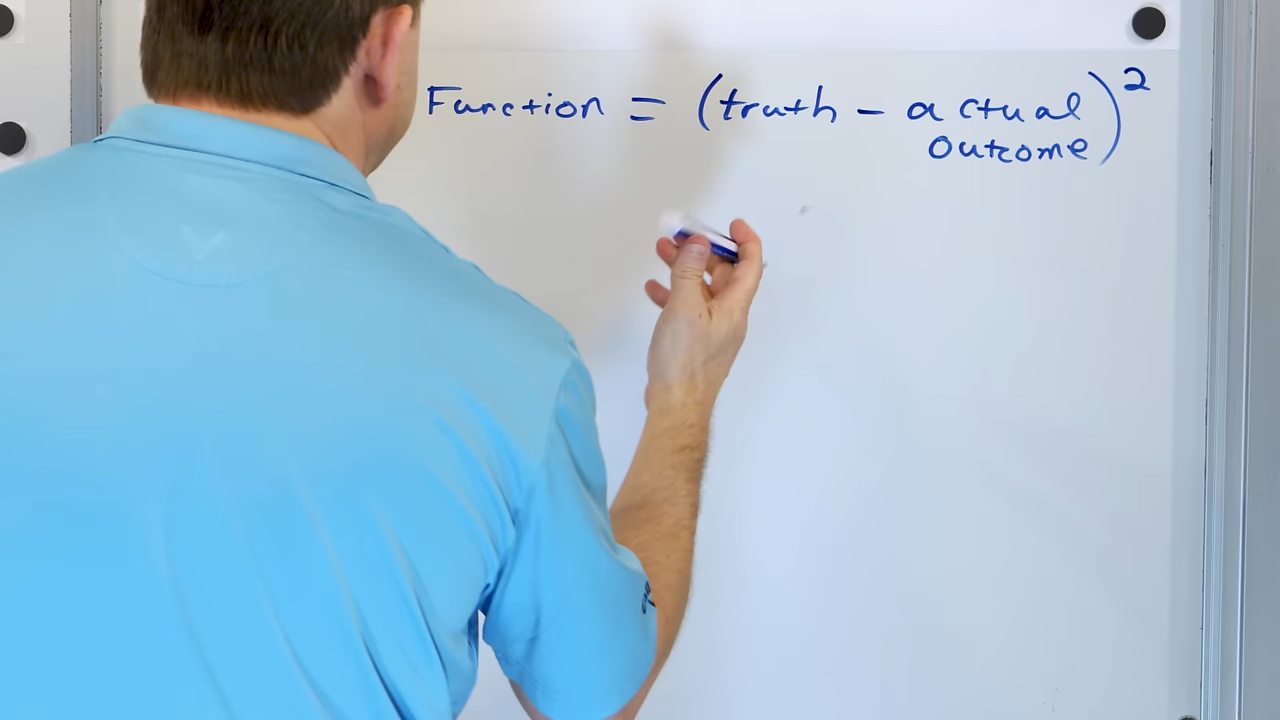 Function = (truth - actual
outcome)²